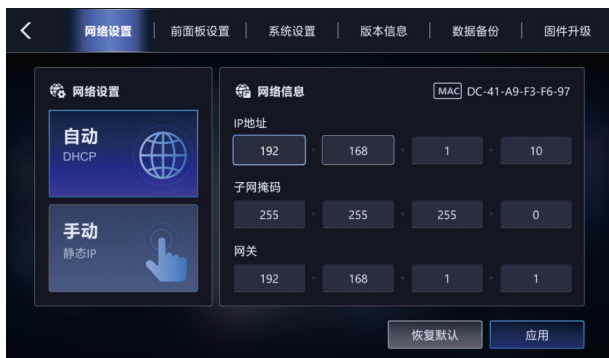 网络设置 前面板设置 系统设置 版本信息 数据备份 固件升级
网络设置
自动
DHCP
手动
静态IP
网络信息 MAC DC-41-A9-F3-F6-97
IP地址
192 168 1 10
子网掩码
255 255 255 0
网关
192 168 1 1
恢复默认 应用